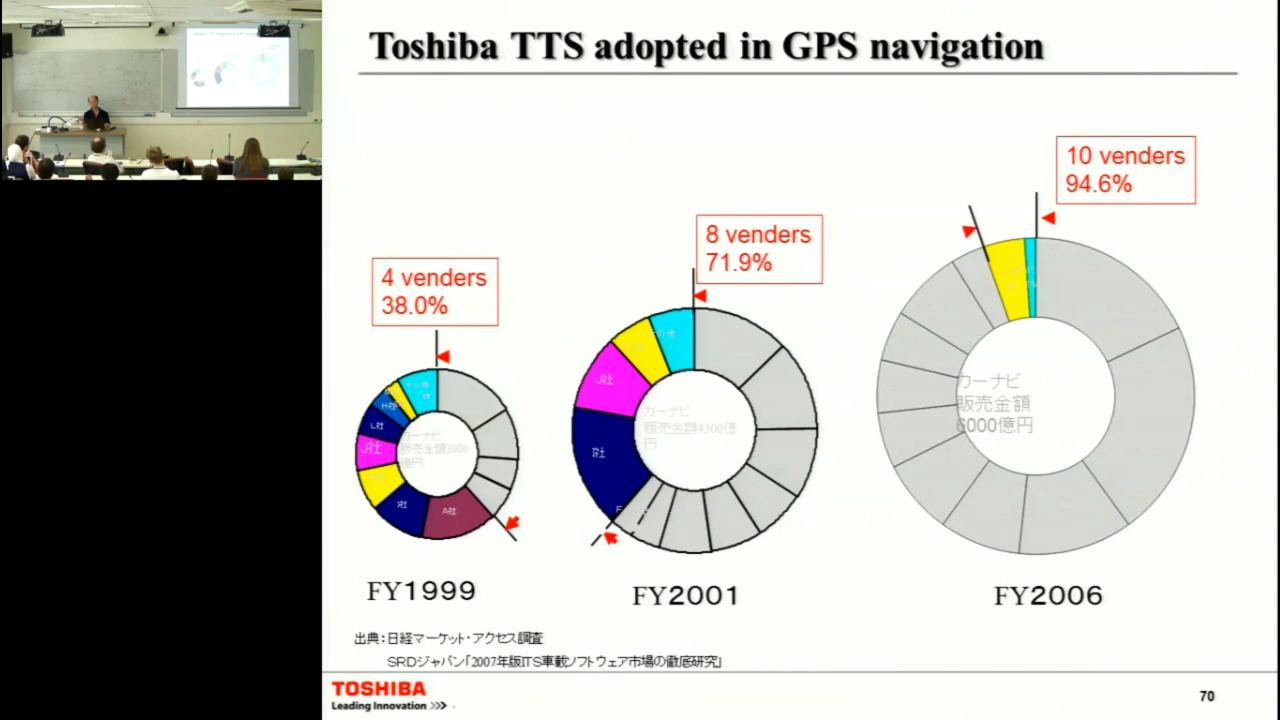 Toshiba TTS adopted in GPS navigation
4 venders
38.0%
8 venders
71.9%
10 venders
94.6%
H社
L社
J社
I社
A社
カーナビ
販売金額3000
億円
J社
I社
カーナビ
販売金額4300億
円
カーナビ
販売金額
6000億円
FY1999
FY2001
FY2006
出典:日経マーケット・アクセス調査
SRDジャパン「2007年版ITS車載ソフトウェア市場の徹底研究」
TOSHIBA
Leading Innovation >>>
70